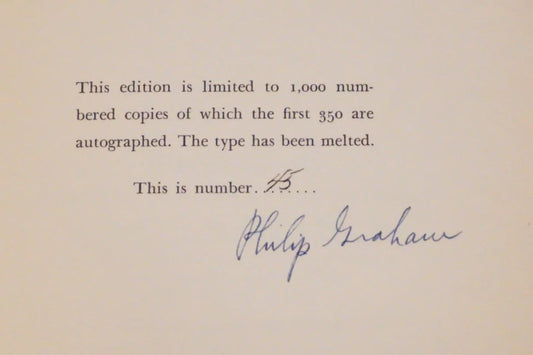 This edition is limited to 1,000 num-
bered copies of which the first 350 are
autographed. The type has been melted.
This is number. 45 . . .
Philip Graham